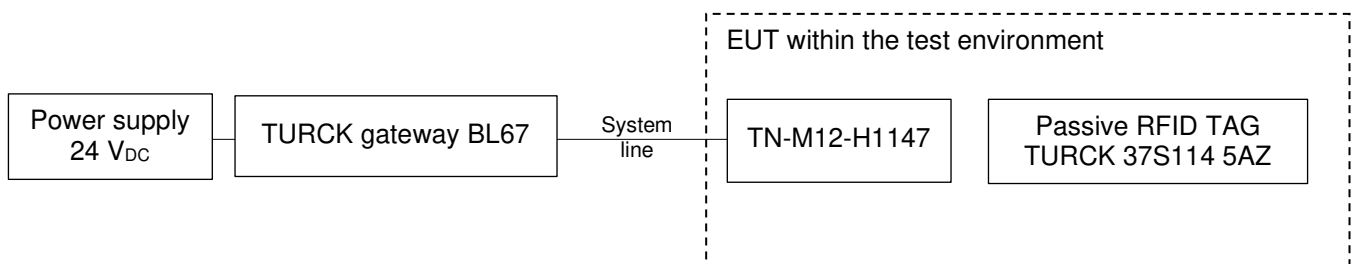 EUT within the test environment
Power supply
24 VDC
TURCK gateway BL67
System
line
TN-M12-H1147
Passive RFID TAG
TURCK 37S114 5AZ